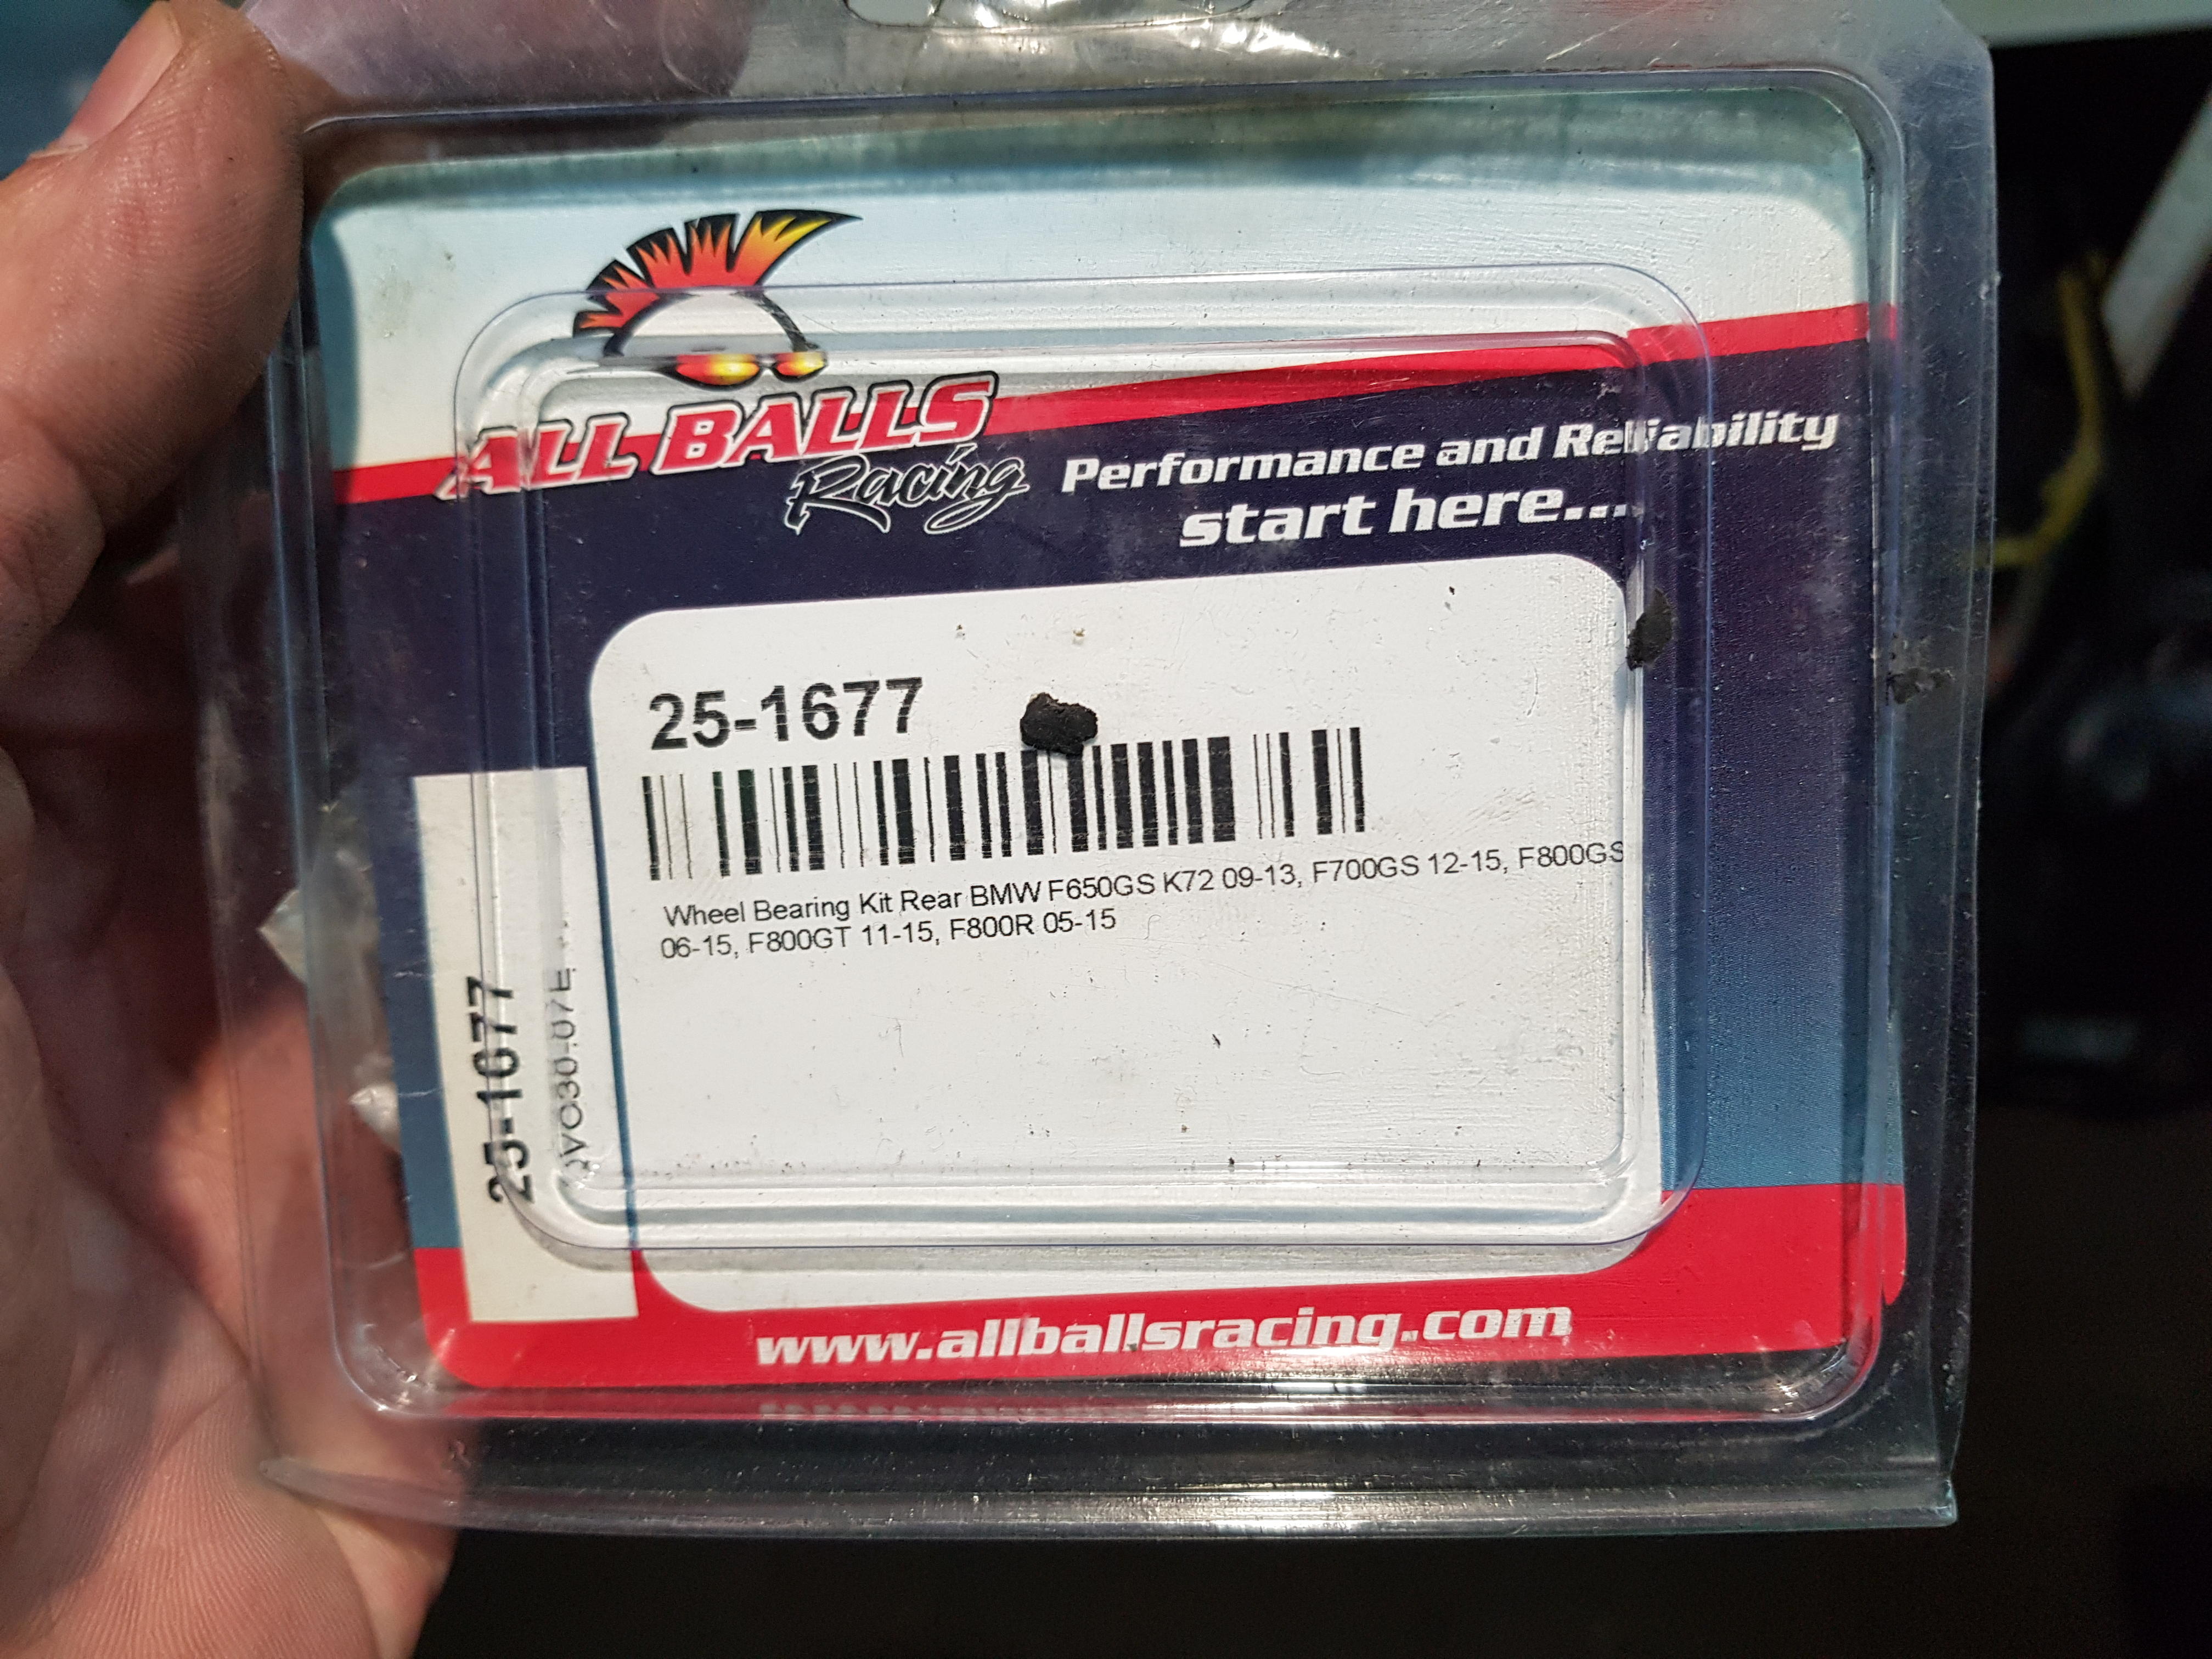 ALL BALLS
Racing
Performance and Reliability
start here...
25-1677
Wheel Bearing Kit Rear BMW F650GS K72 09-13, F700GS 12-15, F800GS
06-15, F800GT 11-15, F800R 05-15
25-1677
www.allballsracing.com